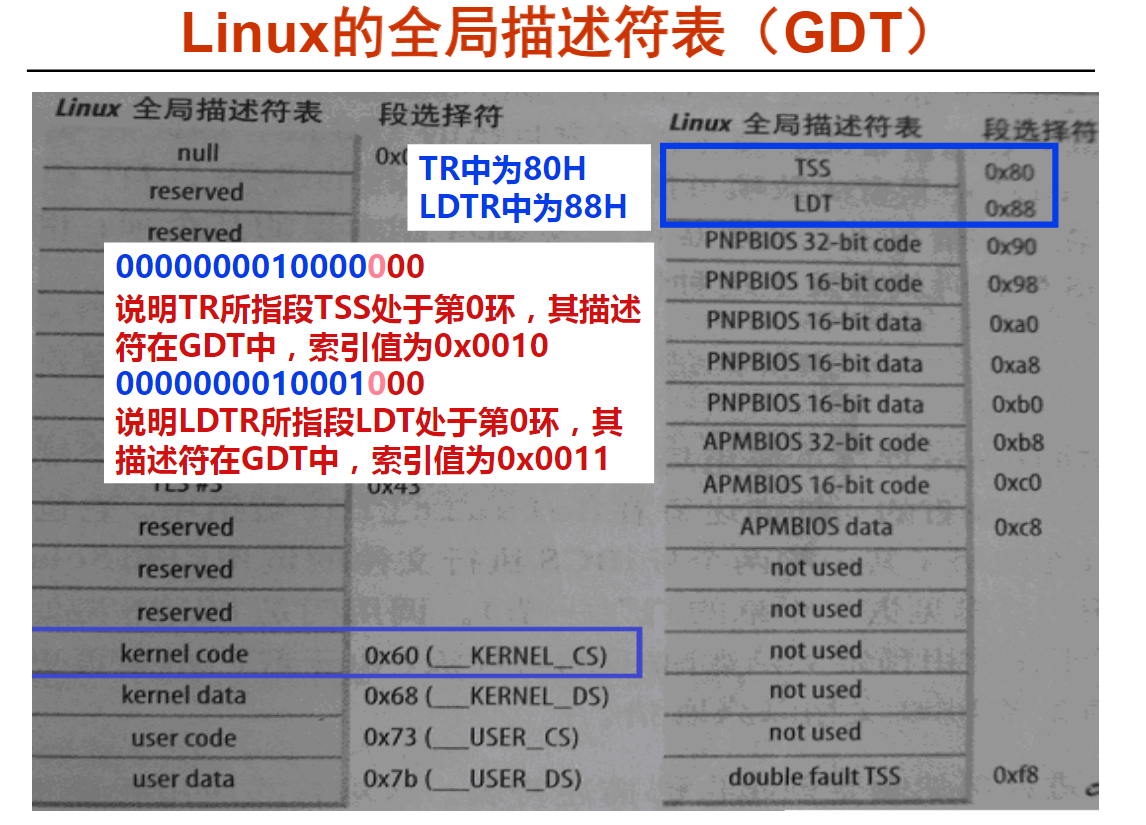 Linux的全局描述符表（GDT）
Linux 全局描述符表
段选择符
null
reserved
reserved
TR中为80H
LDTR中为88H
0000000010000000
说明TR所指段TSS处于第0环，其描述
符在GDT中，索引值为0x0010
0000000010001000
说明LDTR所指段LDT处于第0环，其
描述符在GDT中，索引值为0x0011
0x43
reserved
reserved
reserved
kernel code 0x60 (__KERNEL_CS)
kernel data 0x68 (__KERNEL_DS)
user code 0x73 (__USER_CS)
user data 0x7b (__USER_DS)
Linux 全局描述符表
段选择符
TSS 0x80
LDT 0x88
PNPBIOS 32-bit code 0x90
PNPBIOS 16-bit code 0x98
PNPBIOS 16-bit data 0xa0
PNPBIOS 16-bit data 0xa8
PNPBIOS 16-bit data 0xb0
APMBIOS 32-bit code 0xb8
APMBIOS 16-bit code 0xc0
APMBIOS data 0xc8
not used
not used
not used
not used
not used
double fault TSS 0xf8